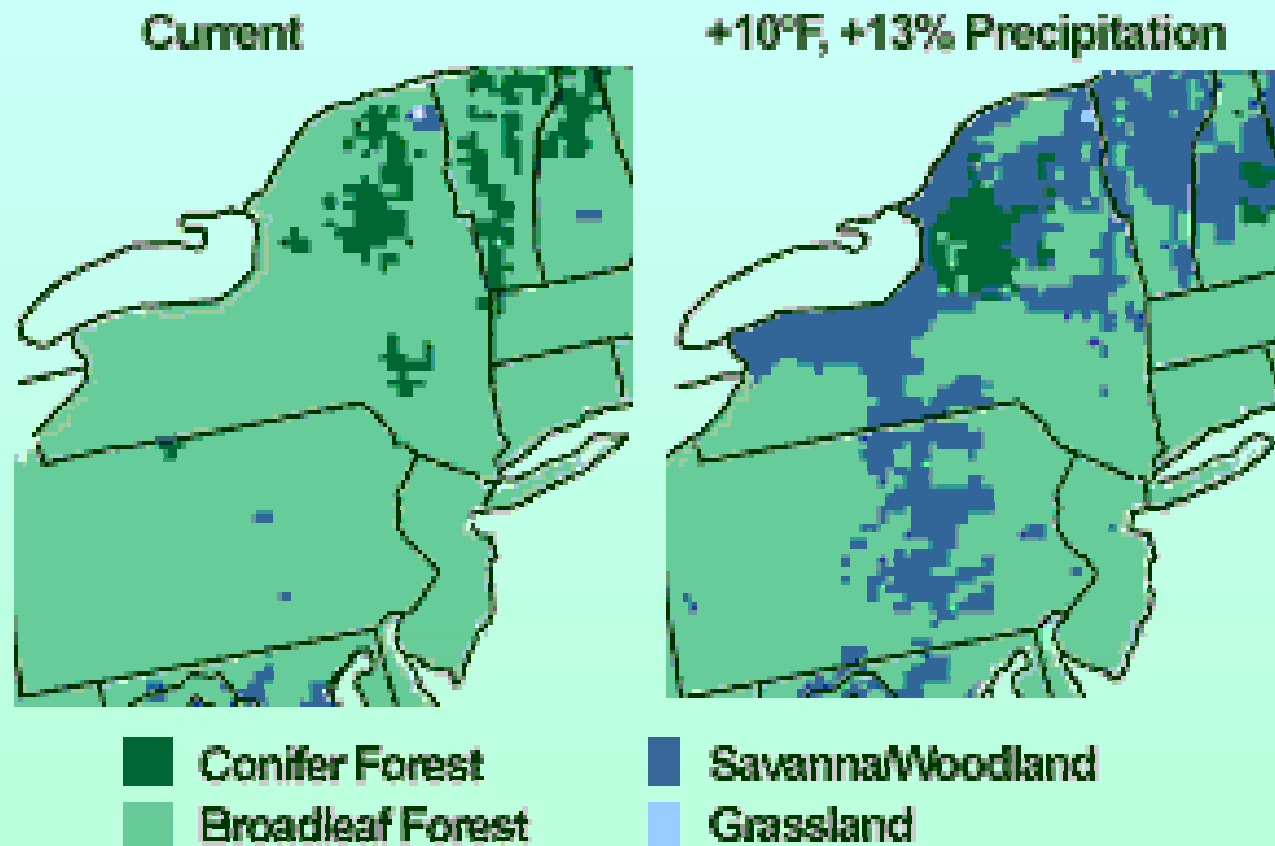 Current
+10°F, +13% Precipitation
Conifer Forest
Savanna/Woodland
Broadleaf Forest
Grassland